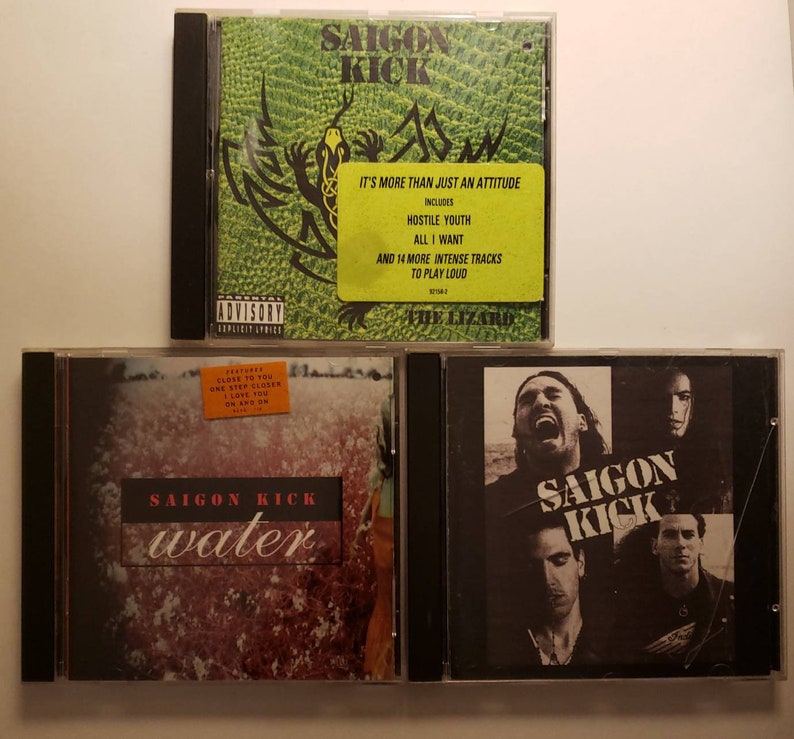 SAIGON
KICK
IT'S MORE THAN JUST AN ATTITUDE
INCLUDES
HOSTILE YOUTH
ALL I WANT
AND 14 MORE INTENSE TRACKS
TO PLAY LOUD
92158-2
PARENTAL
ADVISORY
EXPLICIT LYRICS
THE LIZARD
FEATURES
CLOSE TO YOU
ONE STEP CLOSER
I LOVE YOU
ON AND ON
SAIGON KICK
water
SAIGON
KICK